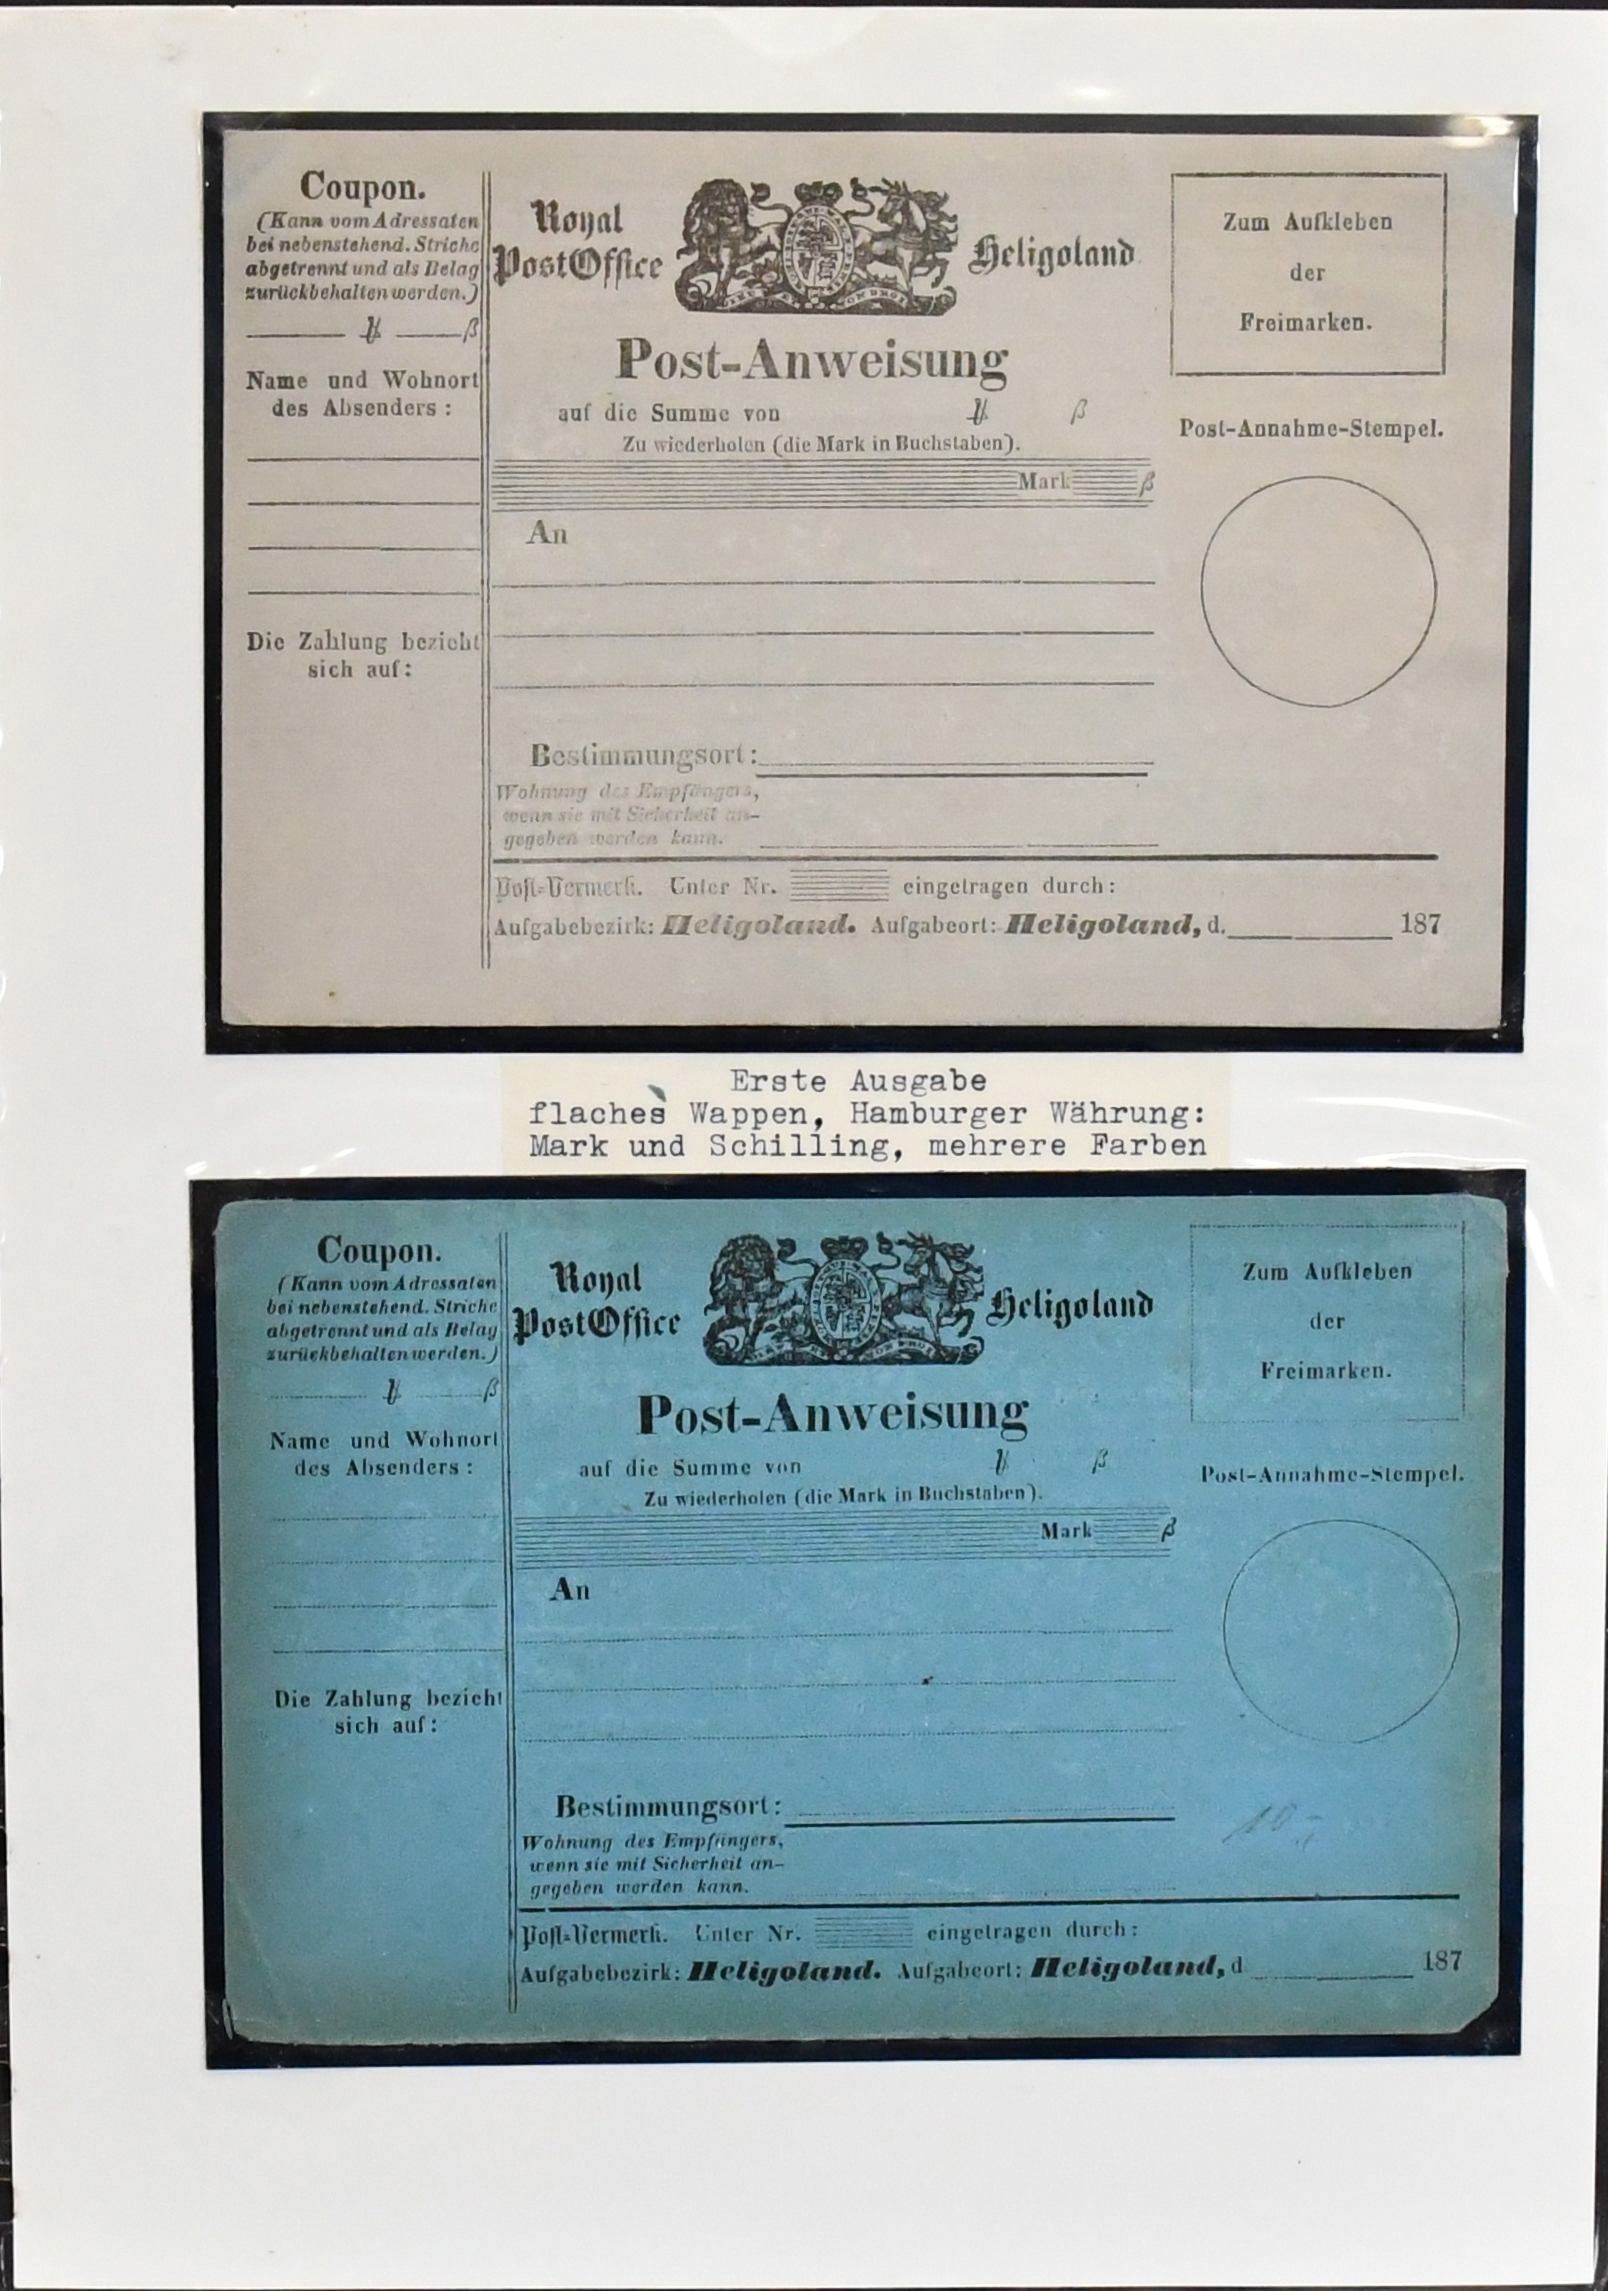 Coupon.
(Kann vom Adressaten
bei nebenstehend. Striche
abgetrennt und als Belag
zurückbehalten werden.)
ß
Name und Wohnort
des Absenders:
Die Zahlung bezieht
sich auf:
Royal
Post Office
Heligoland
Post-Anweisung
auf die Summe von ß
Zu wiederholen (die Mark in Buchstaben).
Mark ß
An
Bestimmungsort:
Wohnung des Empfängers,
wenn sie mit Sicherheit an-
gegeben werden kann.
Post-Vermerk. Unter Nr. eingetragen durch:
Aufgabebezirk: Heligoland. Aufgabeort: Heligoland, d. 187
Zum Aufkleben
der
Freimarken.
Post-Annahme-Stempel.
Erste Ausgabe
flaches Wappen, Hamburger Währung:
Mark und Schilling, mehrere Farben
Coupon.
(Kann vom Adressaten
bei nebenstehend. Striche
abgetrennt und als Belag
zurückbehalten werden.)
ß
Name und Wohnort
des Absenders:
Die Zahlung bezieht
sich auf:
Royal
Post Office
Heligoland
Post-Anweisung
auf die Summe von ß
Zu wiederholen (die Mark in Buchstaben).
Mark ß
An
Bestimmungsort:
Wohnung des Empfängers,
wenn sie mit Sicherheit an-
gegeben werden kann.
Post-Vermerk. Unter Nr. eingetragen durch:
Aufgabebezirk: Heligoland. Aufgabeort: Heligoland, d 187
Zum Aufkleben
der
Freimarken.
Post-Annahme-Stempel.
10.-